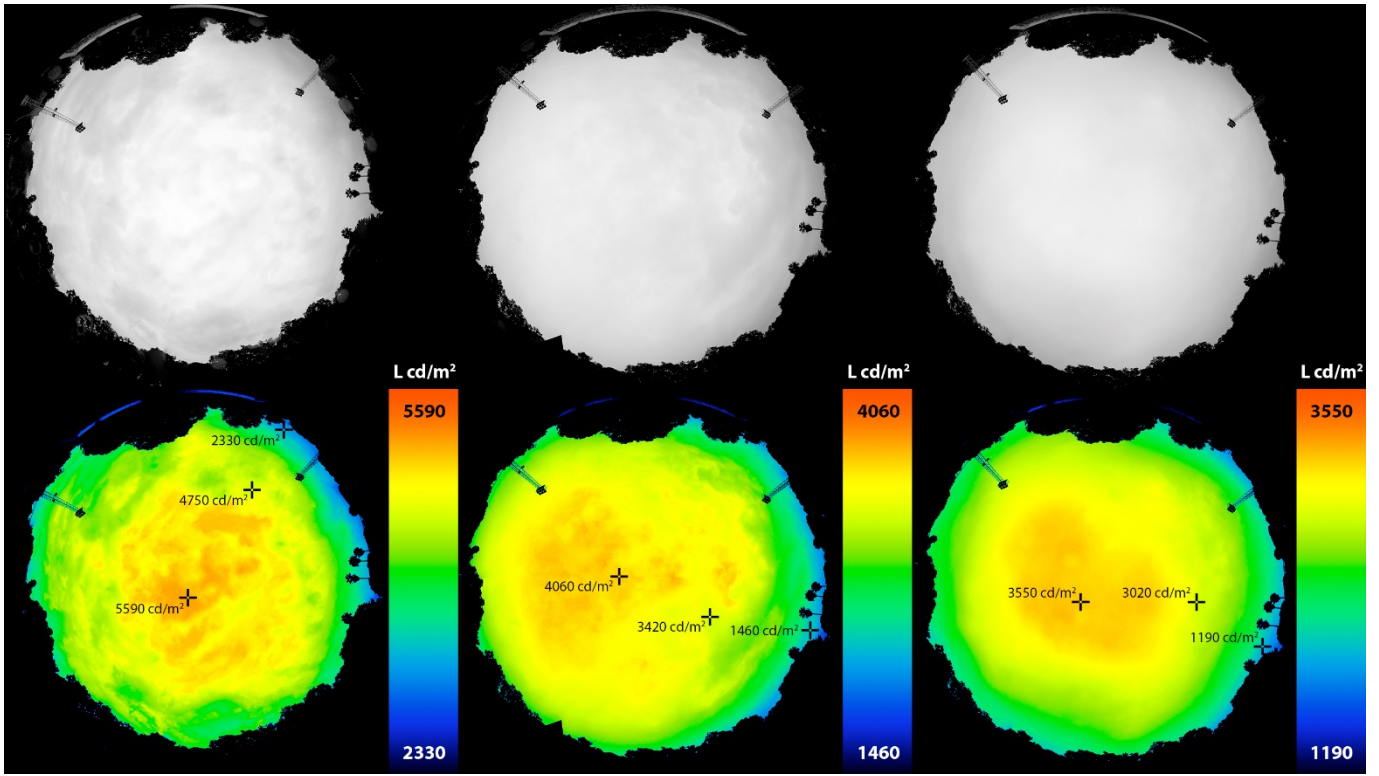 L cd/m²
L cd/m²
L cd/m²
5590
4060
3550
2330 cd/m²
4750 cd/m²
5590 cd/m²
4060 cd/m²
3420 cd/m²
1460 cd/m²
3550 cd/m²
3020 cd/m²
1190 cd/m²
2330
1460
1190